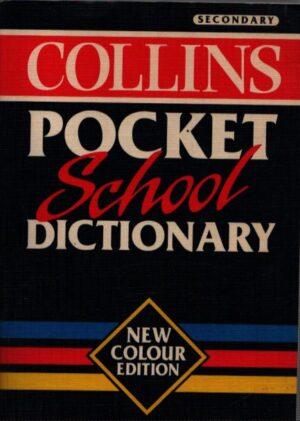 SECONDARY
COLLINS
POCKET
School
DICTIONARY
NEW
COLOUR
EDITION